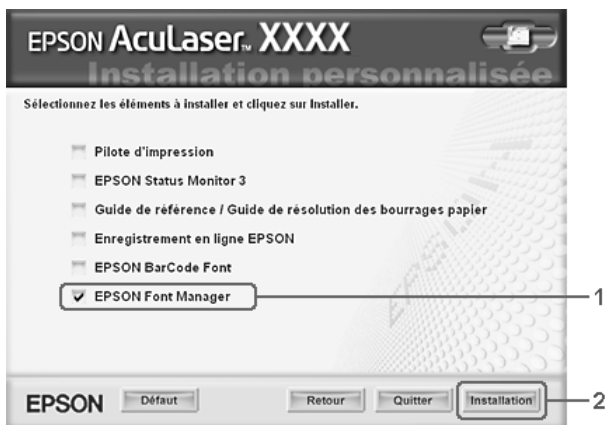 EPSON AcuLaser™ XXXX
Installation personnalisée
Sélectionnez les éléments à installer et cliquez sur Installer.
Pilote d'impression
EPSON Status Monitor 3
Guide de référence / Guide de résolution des bourrages papier
Enregistrement en ligne EPSON
EPSON BarCode Font
EPSON Font Manager
1
EPSON Défaut Retour Quitter Installation
2